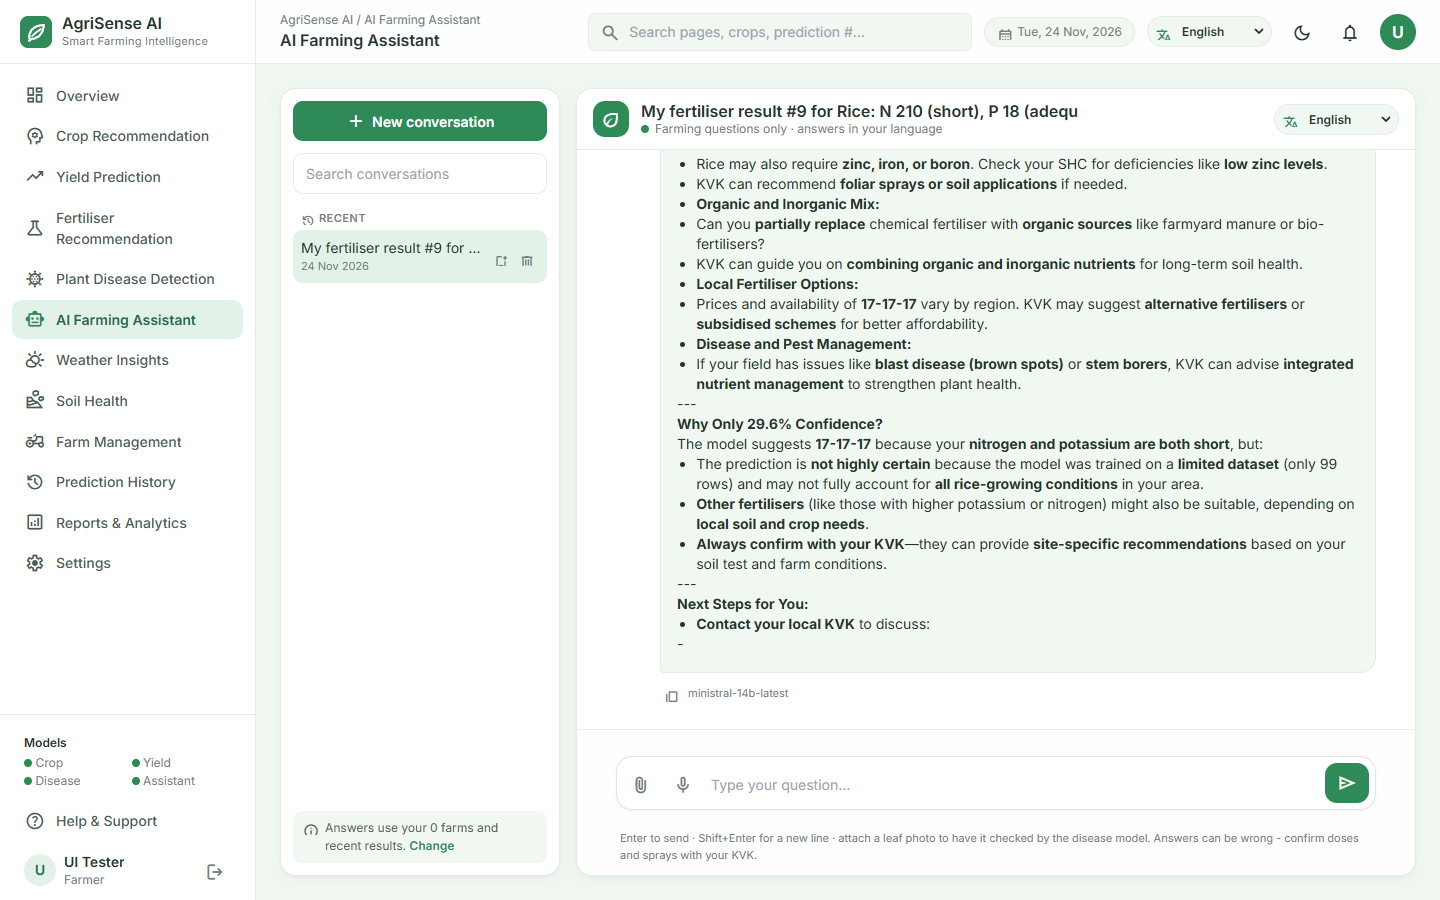 AgriSense AI
Smart Farming Intelligence
Overview
Crop Recommendation
Yield Prediction
Fertiliser
Recommendation
Plant Disease Detection
AI Farming Assistant
Weather Insights
Soil Health
Farm Management
Prediction History
Reports & Analytics
Settings
Models
Crop
Yield
Disease
Assistant
Help & Support
U
UI Tester
Farmer
AgriSense AI / AI Farming Assistant
AI Farming Assistant
Search pages, crops, prediction #...
Tue, 24 Nov, 2026
English
U
New conversation
Search conversations
RECENT
My fertiliser result #9 for ...
24 Nov 2026
Answers use your 0 farms and
recent results. Change
My fertiliser result #9 for Rice: N 210 (short), P 18 (adequ
Farming questions only · answers in your language
English
• Rice may also require zinc, iron, or boron. Check your SHC for deficiencies like low zinc levels.
• KVK can recommend foliar sprays or soil applications if needed.
• Organic and Inorganic Mix:
• Can you partially replace chemical fertiliser with organic sources like farmyard manure or bio-
fertilisers?
• KVK can guide you on combining organic and inorganic nutrients for long-term soil health.
• Local Fertiliser Options:
• Prices and availability of 17-17-17 vary by region. KVK may suggest alternative fertilisers or
subsidised schemes for better affordability.
• Disease and Pest Management:
• If your field has issues like blast disease (brown spots) or stem borers, KVK can advise integrated
nutrient management to strengthen plant health.
---
Why Only 29.6% Confidence?
The model suggests 17-17-17 because your nitrogen and potassium are both short, but:
• The prediction is not highly certain because the model was trained on a limited dataset (only 99
rows) and may not fully account for all rice-growing conditions in your area.
• Other fertilisers (like those with higher potassium or nitrogen) might also be suitable, depending on
local soil and crop needs.
• Always confirm with your KVK—they can provide site-specific recommendations based on your
soil test and farm conditions.
---
Next Steps for You:
• Contact your local KVK to discuss:
-
ministral-14b-latest
Type your question...
Enter to send · Shift+Enter for a new line · attach a leaf photo to have it checked by the disease model. Answers can be wrong - confirm doses
and sprays with your KVK.